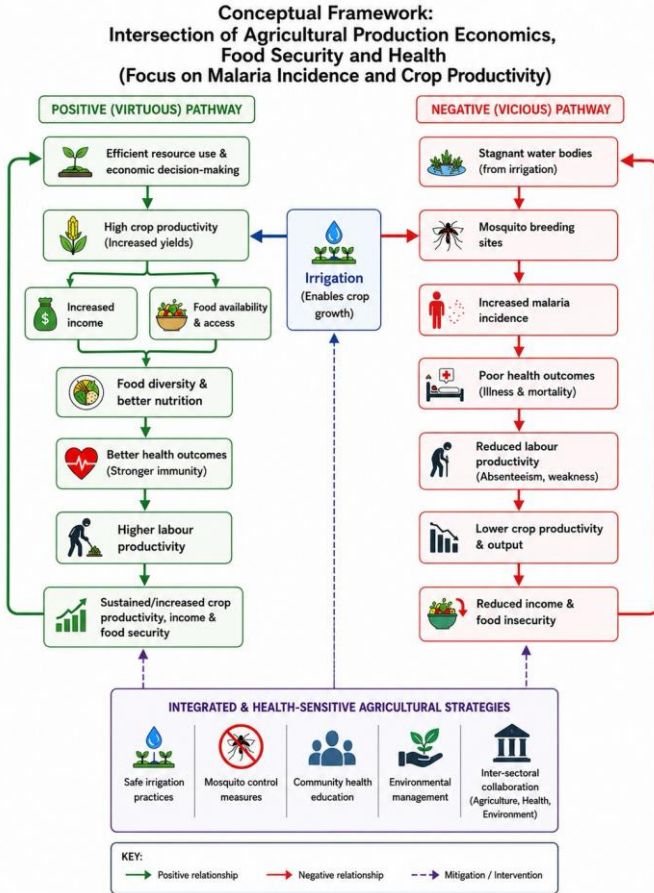 Conceptual Framework:
Intersection of Agricultural Production Economics,
Food Security and Health
(Focus on Malaria Incidence and Crop Productivity)
POSITIVE (VIRTUOUS) PATHWAY
Efficient resource use &
economic decision-making
High crop productivity
(Increased yields)
Increased
income
Food availability
& access
Food diversity &
better nutrition
Better health outcomes
(Stronger immunity)
Higher labour
productivity
Sustained/increased crop
productivity, income &
food security
Irrigation
(Enables crop
growth)
NEGATIVE (VICIOUS) PATHWAY
Stagnant water bodies
(from irrigation)
Mosquito breeding
sites
Increased malaria
incidence
Poor health outcomes
(Illness & mortality)
Reduced labour
productivity
(Absenteeism, weakness)
Lower crop productivity
& output
Reduced income &
food insecurity
INTEGRATED & HEALTH-SENSITIVE AGRICULTURAL STRATEGIES
Safe irrigation
practices
Mosquito control
measures
Community health
education
Environmental
management
Inter-sectoral
collaboration
(Agriculture, Health,
Environment)
KEY:
Positive relationship
Negative relationship
Mitigation / Intervention